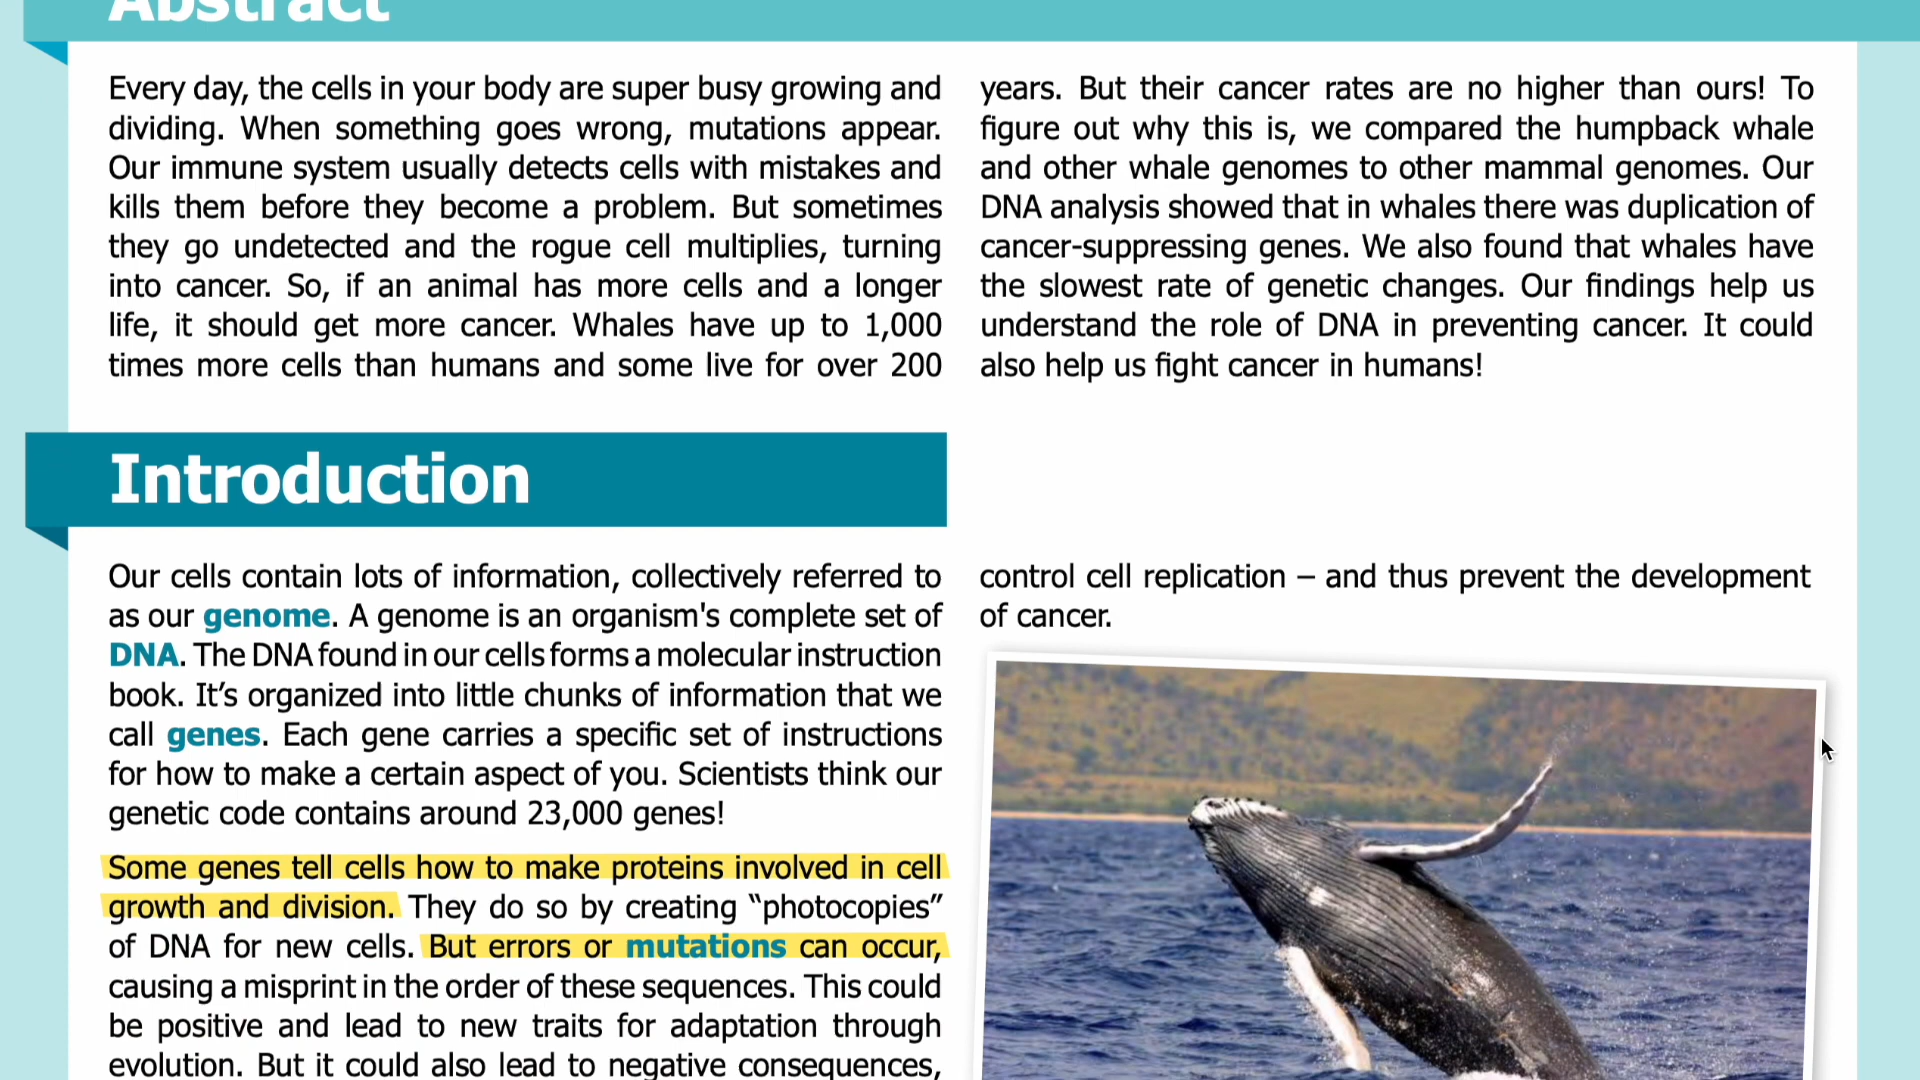 Abstract
Every day, the cells in your body are super busy growing and
dividing. When something goes wrong, mutations appear.
Our immune system usually detects cells with mistakes and
kills them before they become a problem. But sometimes
they go undetected and the rogue cell multiplies, turning
into cancer. So, if an animal has more cells and a longer
life, it should get more cancer. Whales have up to 1,000
times more cells than humans and some live for over 200
years. But their cancer rates are no higher than ours! To
figure out why this is, we compared the humpback whale
and other whale genomes to other mammal genomes. Our
DNA analysis showed that in whales there was duplication of
cancer-suppressing genes. We also found that whales have
the slowest rate of genetic changes. Our findings help us
understand the role of DNA in preventing cancer. It could
also help us fight cancer in humans!
Introduction
Our cells contain lots of information, collectively referred to
as our genome. A genome is an organism's complete set of
DNA. The DNA found in our cells forms a molecular instruction
book. It’s organized into little chunks of information that we
call genes. Each gene carries a specific set of instructions
for how to make a certain aspect of you. Scientists think our
genetic code contains around 23,000 genes!
Some genes tell cells how to make proteins involved in cell
growth and division. They do so by creating “photocopies”
of DNA for new cells. But errors or mutations can occur,
causing a misprint in the order of these sequences. This could
be positive and lead to new traits for adaptation through
evolution. But it could also lead to negative consequences,
control cell replication – and thus prevent the development
of cancer.